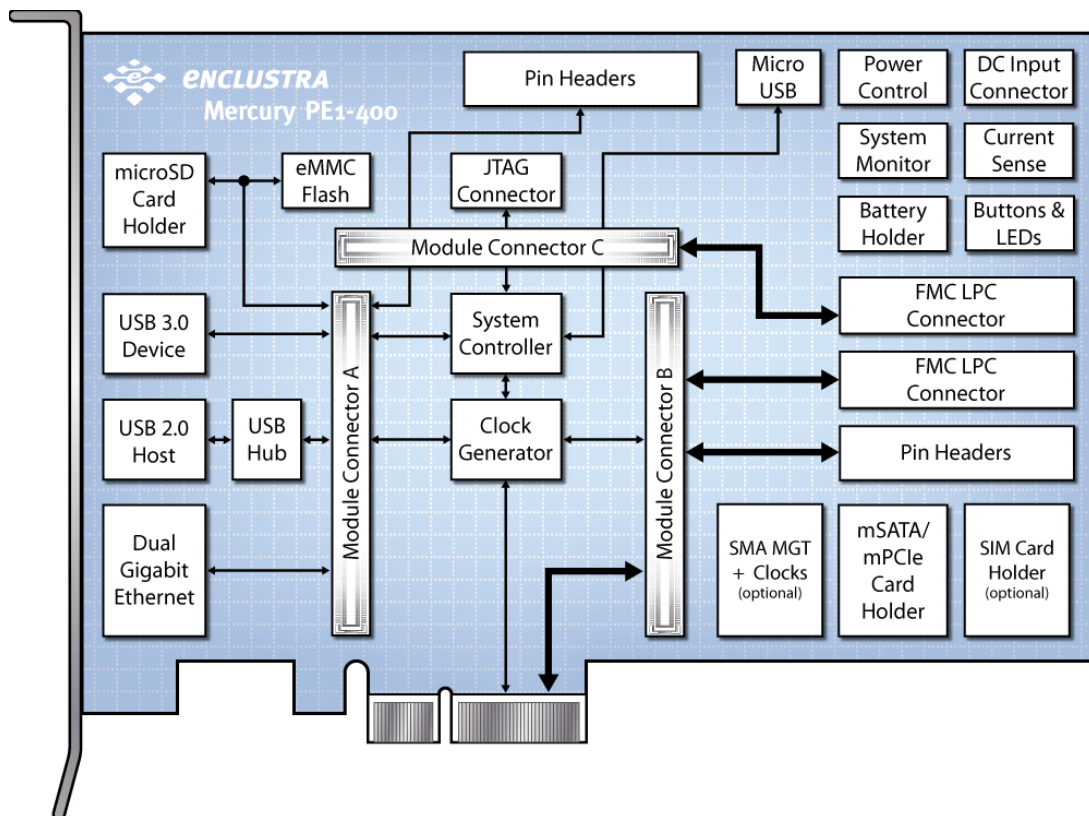 enclustra
Mercury PE1-400
Pin Headers
Micro
USB
Power
Control
DC Input
Connector
microSD
Card
Holder
eMMC
Flash
JTAG
Connector
System
Monitor
Current
Sense
Battery
Holder
Buttons &
LEDs
Module Connector C
USB 3.0
Device
System
Controller
FMC LPC
Connector
Module Connector A
Module Connector B
FMC LPC
Connector
USB 2.0
Host
USB
Hub
Clock
Generator
Pin Headers
Dual
Gigabit
Ethernet
SMA MGT
+ Clocks
(optional)
mSATA/
mPCIe
Card
Holder
SIM Card
Holder
(optional)